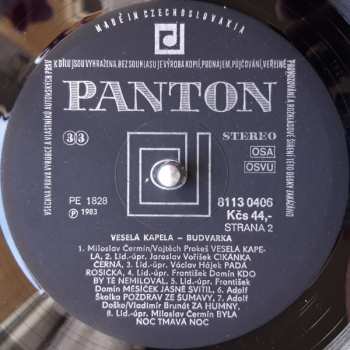 MADE IN CZECHOSLOVAKIA
VŠECHNA PRÁVA VÝROBCE A VLASTNÍKŮ AUTORSKÝCH PRÁV K DÍLU JSOU VYHRAŽENA. BEZ SOUHLASU JE VÝROBA KOPIÍ, PRONÁJEM, PŮJČOVÁNÍ, VEŘEJNÉ PROVOZOVÁNÍ A ROZHLASOVÉ ŠÍŘENÍ TÉTO DESKY ZAKÁZÁNO
PANTON
33
STEREO
OSA
OSVU
PE 1828
Ⓟ 1983
8113 0406
Kčs 44,-
STRANA 2
VESELÁ KAPELA – BUDVARKA
1. Miloslav Čermín/Vojtěch Prokeš VESELÁ KAPE-
LA, 2. Lid.-úpr. Jaroslav Voříšek CIKÁNKA
ČERNÁ, 3. Lid.-úpr. Václav Hájek PADÁ
ROSIČKA, 4. Lid.-úpr. František Domín KDO
BY TĚ NEMILOVAL, 5. Lid.-úpr. František
Domín MĚSÍČEK JASNĚ SVÍTIL, 6. Adolf
Školka POZDRAV ZE ŠUMAVY, 7. Adolf
Doško/Vladimír Brunát ZA HUMNY,
8. Lid.-úpr. Miloslav Čermín BYLA
NOC TMAVÁ NOC